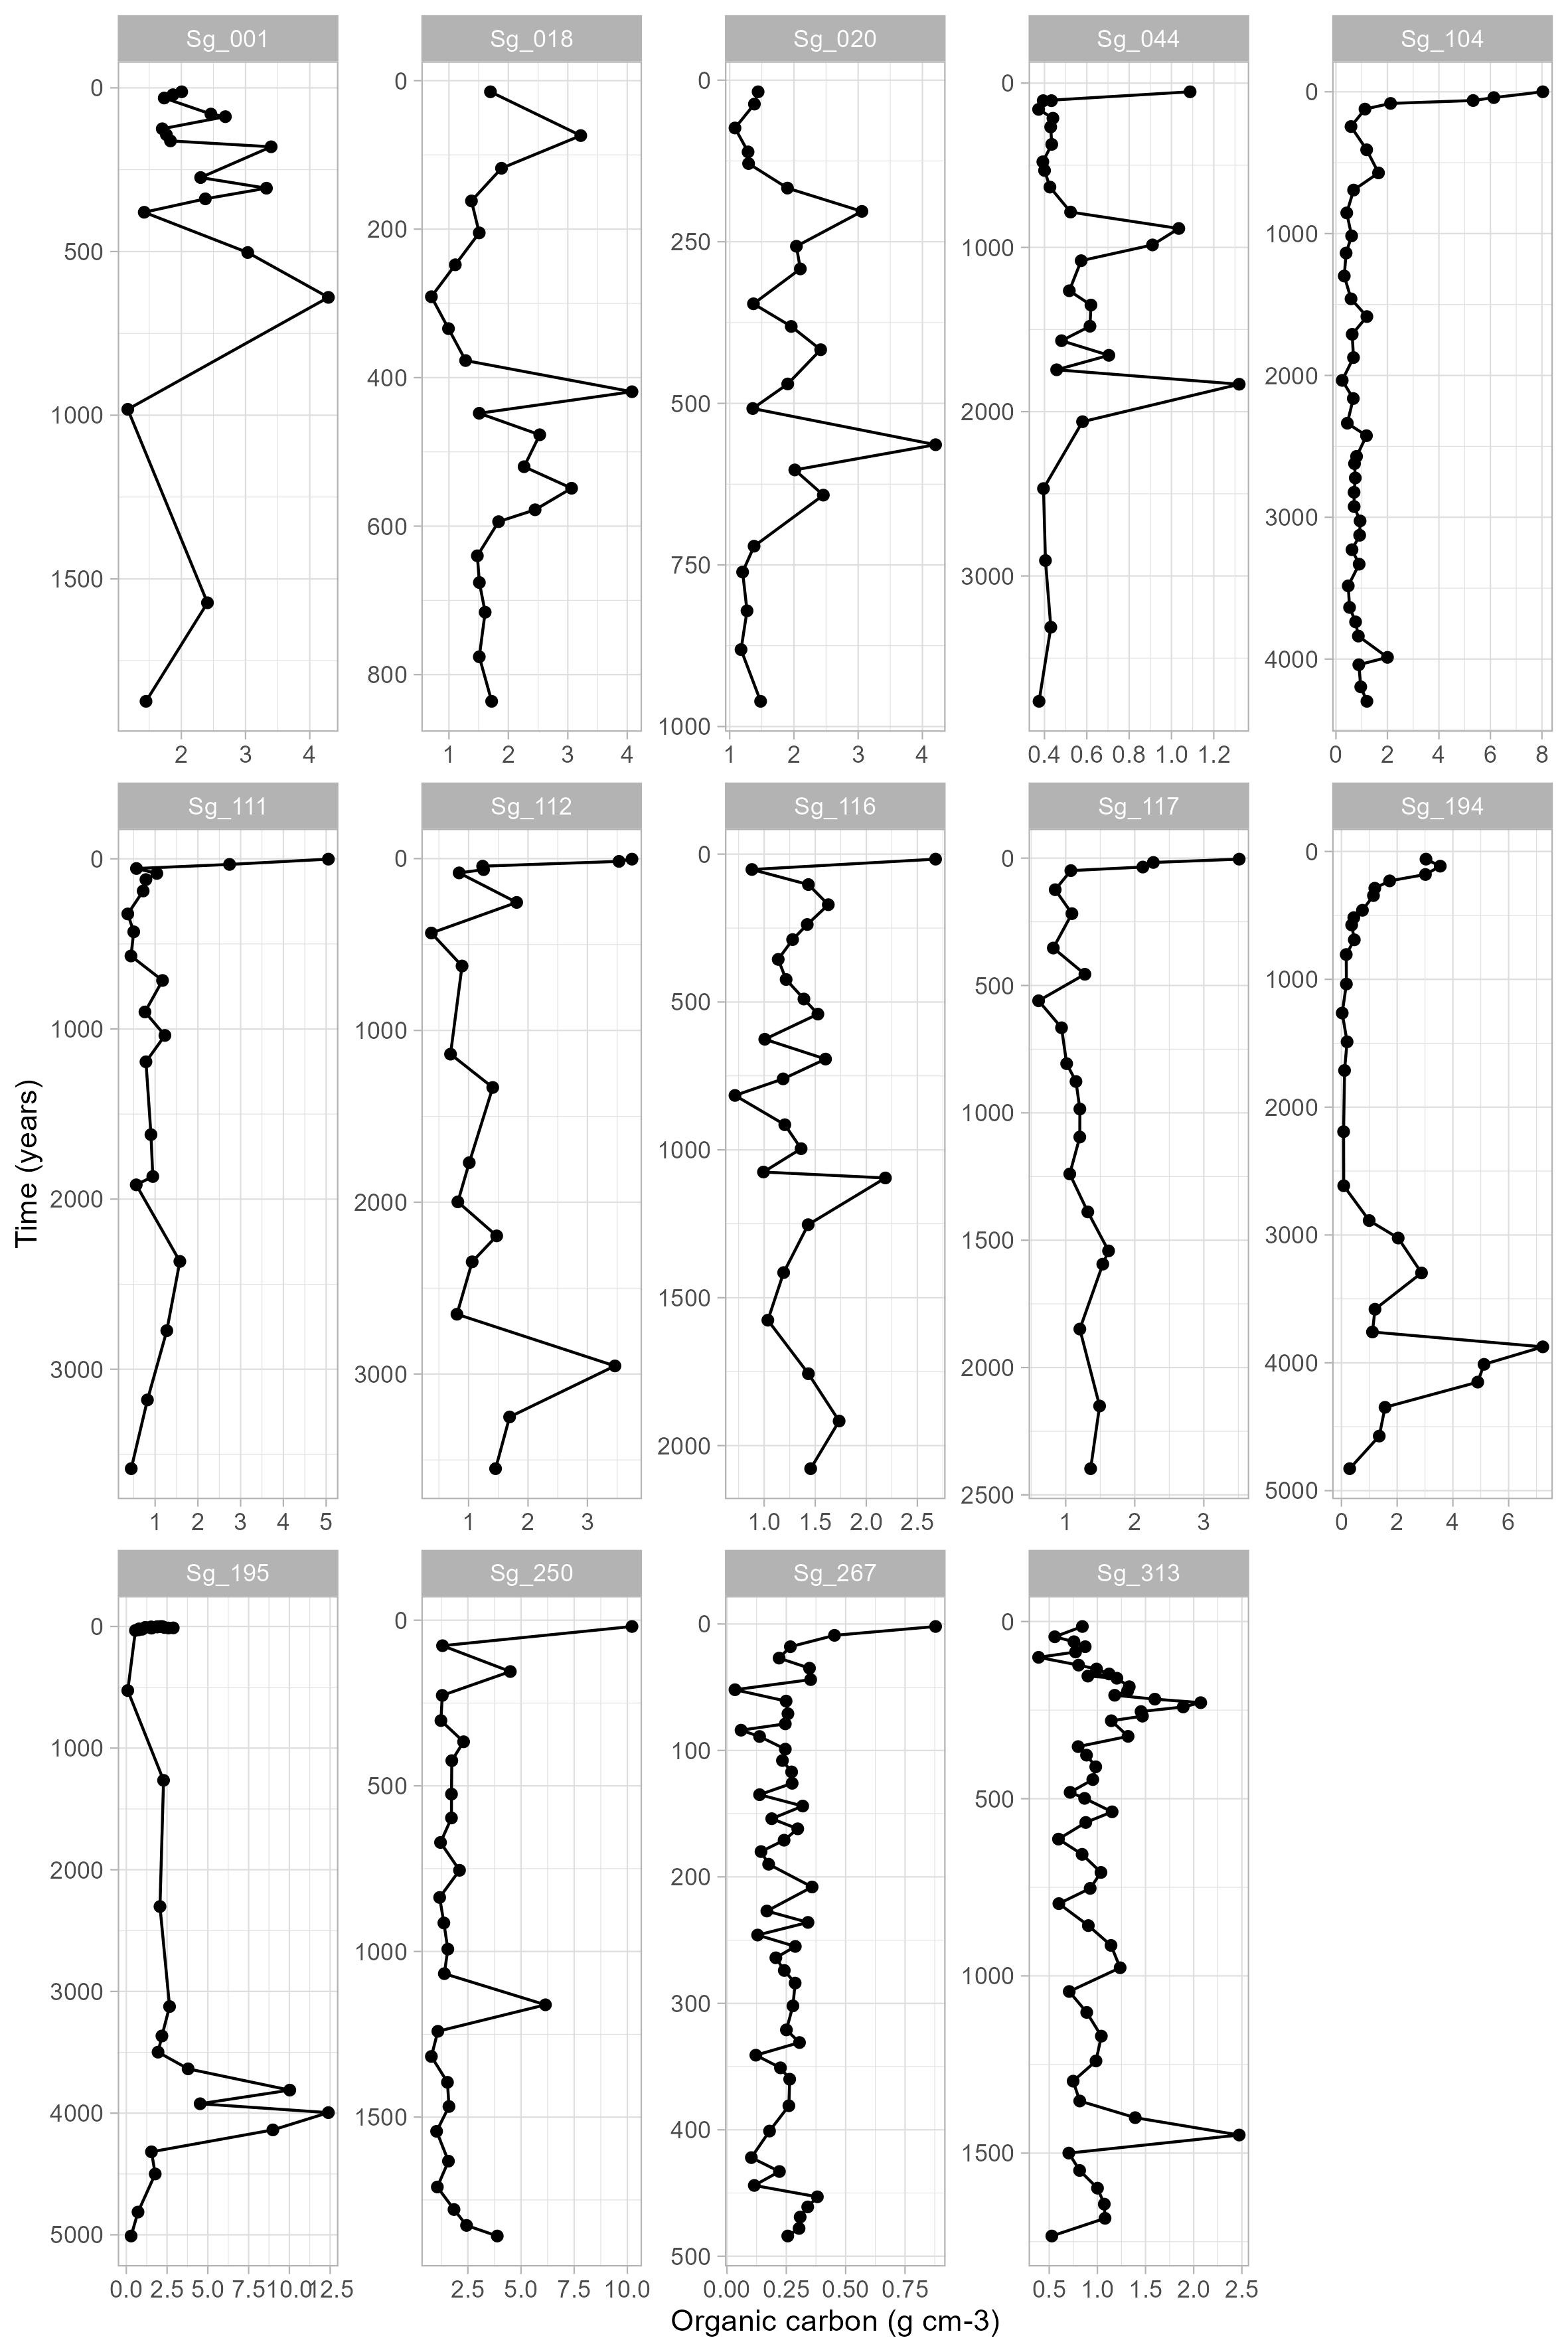 Sg_001 Sg_018 Sg_020 Sg_044 Sg_104
0 0 0 0 0
500 200 250 1000 1000
1000 400 500 2000 2000
1500 600 750 3000 3000
800 1000 4000
2 3 4 1 2 3 4 1 2 3 4 0.4 0.6 0.8 1.0 1.2 0 2 4 6 8
Sg_111 Sg_112 Sg_116 Sg_117 Sg_194
0 0 0 0 0
1000 1000 500 500 1000
2000 2000 1000 1000 2000
3000 3000 1500 1500 3000
2000 2000 4000
2500 5000
1 2 3 4 5 1 2 3 1.0 1.5 2.0 2.5 1 2 3 0 2 4 6
Time (years)
Sg_195 Sg_250 Sg_267 Sg_313
0 0 0 0
1000 500 100 500
2000 1000 200 1000
3000 1500 300 1500
4000 400
5000 500
0.0 2.5 5.0 7.5 10.0 12.5 2.5 5.0 7.5 10.0 0.00 0.25 0.50 0.75 0.5 1.0 1.5 2.0 2.5
Organic carbon (g cm-3)